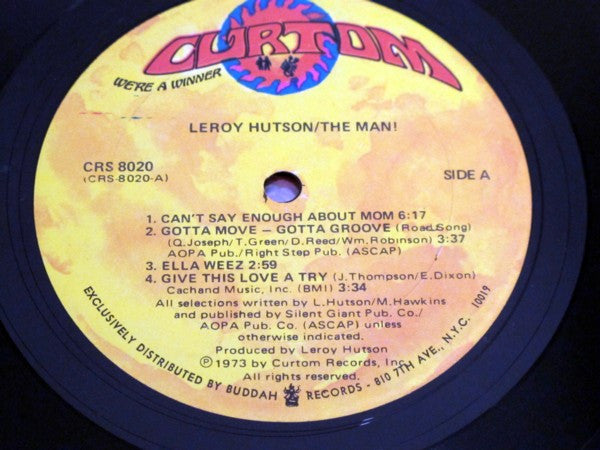 CURTOM
WE'RE A WINNER
LEROY HUTSON/THE MAN!
CRS 8020
(CRS-8020-A)
SIDE A
1. CAN'T SAY ENOUGH ABOUT MOM 6:17
2. GOTTA MOVE – GOTTA GROOVE (Road Song)
(Q.Joseph/T.Green/D.Reed/Wm.Robinson) 3:37
AOPA Pub./Right Step Pub. (ASCAP)
3. ELLA WEEZ 2:59
4. GIVE THIS LOVE A TRY (J.Thompson/E.Dixon)
Cachand Music, Inc. (BMI) 3:34
All selections written by L.Hutson/M.Hawkins
and published by Silent Giant Pub. Co./
AOPA Pub. Co. (ASCAP) unless
otherwise indicated.
Produced by Leroy Hutson
℗1973 by Curtom Records, Inc.
All rights reserved.
EXCLUSIVELY DISTRIBUTED BY BUDDAH RECORDS - 810 7TH AVE., N.Y.C. 10019